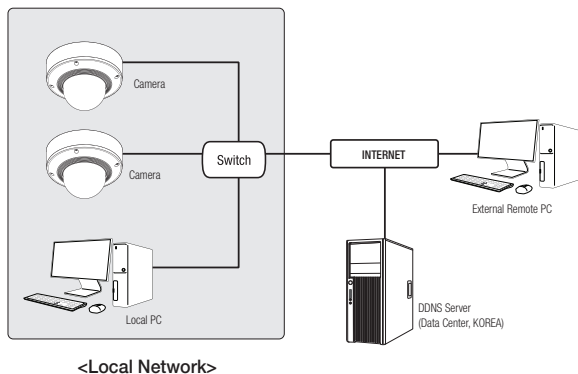 Camera
Camera
Switch
INTERNET
External Remote PC
Local PC
DDNS Server
(Data Center, KOREA)
<Local Network>